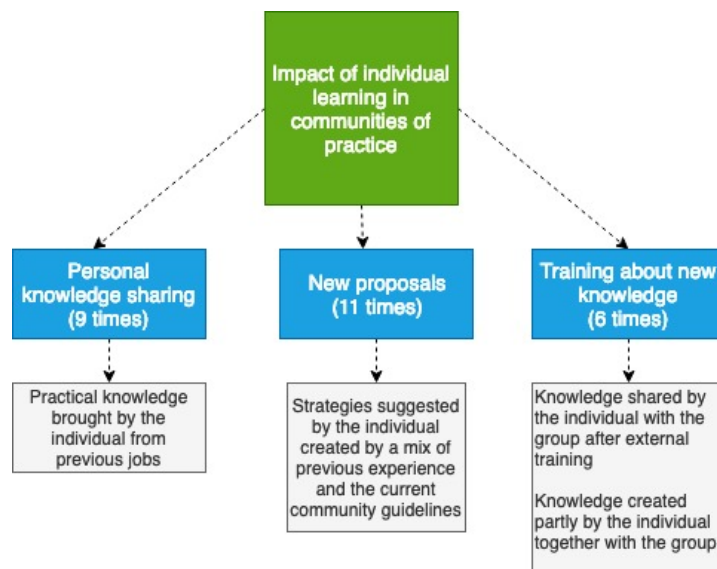 Impact of individual
learning in
communities of
practice
Personal
knowledge sharing
(9 times)
New proposals
(11 times)
Training about new
knowledge
(6 times)
Practical knowledge
brought by the
individual from
previous jobs
Strategies suggested
by the individual
created by a mix of
previous experience
and the current
community guidelines
Knowledge shared by
the individual with the
group after external
training
Knowledge created
partly by the individual
together with the group